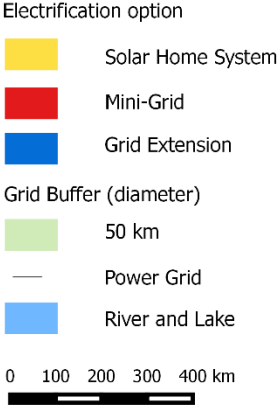 Electrification option
Solar Home System
Mini-Grid
Grid Extension
Grid Buffer (diameter)
50 km
Power Grid
River and Lake
0 100 200 300 400 km